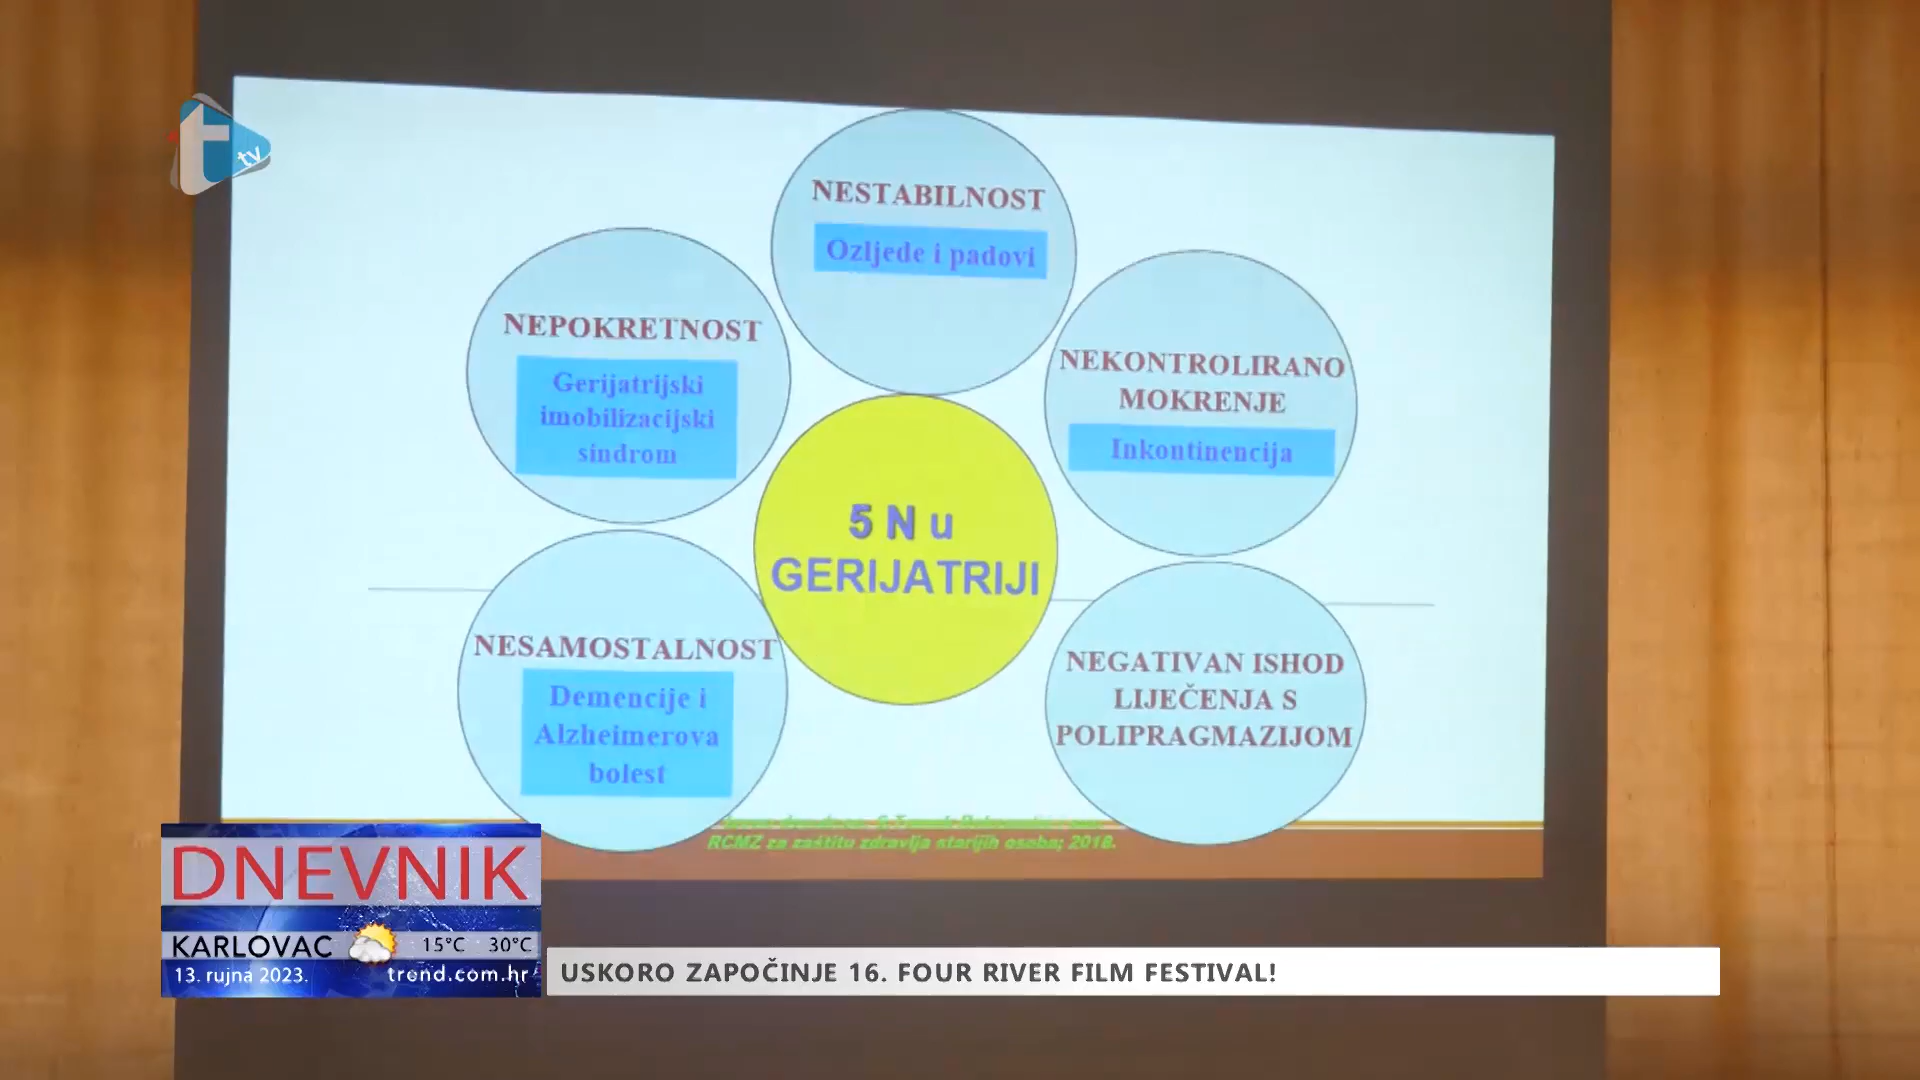 t
tv
NESTABILNOST
Ozljede i padovi
NEPOKRETNOST
Gerijatrijski
imobilizacijski
sindrom
NEKONTROLIRANO
MOKRENJE
Inkontinencija
5 N u
GERIJATRIJI
NESAMOSTALNOST
Demencije i
Alzheimerova
bolest
NEGATIVAN ISHOD
LIJEČENJA S
POLIPRAGMAZIJOM
RCMZ za zaštitu zdravlja starijih osoba; 2018.
DNEVNIK
KARLOVAC 15°C 30°C
13. rujna 2023. trend.com.hr
USKORO ZAPOČINJE 16. FOUR RIVER FILM FESTIVAL!